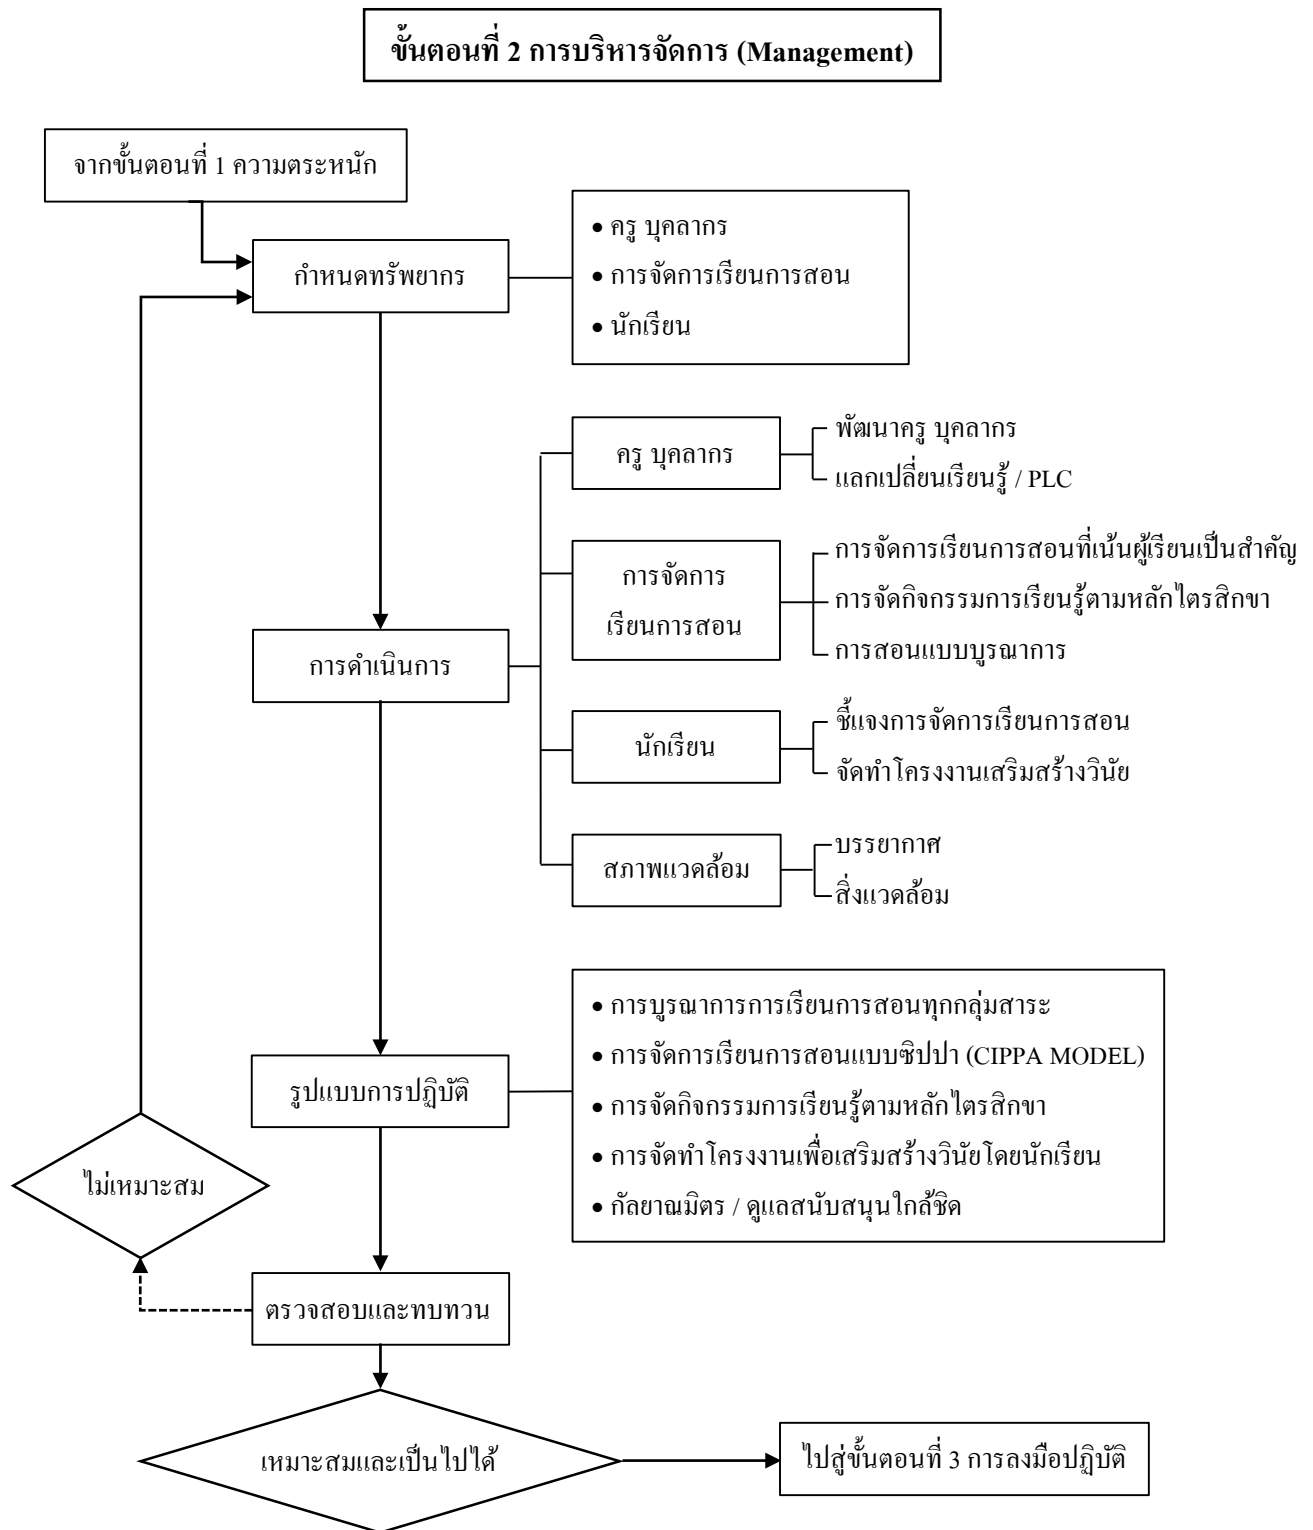 ขั้นตอนที่ 2 การบริหารจัดการ (Management)
จากขั้นตอนที่ 1 ความตระหนัก
กำหนดทรัพยากร
• ครู บุคลากร
• การจัดการเรียนการสอน
• นักเรียน
การดำเนินการ
ครู บุคลากร
พัฒนาครู บุคลากร
แลกเปลี่ยนเรียนรู้ / PLC
การจัดการ
เรียนการสอน
การจัดการเรียนการสอนที่เน้นผู้เรียนเป็นสำคัญ
การจัดกิจกรรมการเรียนรู้ตามหลักไตรสิกขา
การสอนแบบบูรณาการ
นักเรียน
ชี้แจงการจัดการเรียนการสอน
จัดทำโครงงานเสริมสร้างวินัย
สภาพแวดล้อม
บรรยากาศ
สิ่งแวดล้อม
รูปแบบการปฏิบัติ
• การบูรณาการการเรียนการสอนทุกกลุ่มสาระ
• การจัดการเรียนการสอนแบบซิปปา (CIPPA MODEL)
• การจัดกิจกรรมการเรียนรู้ตามหลักไตรสิกขา
• การจัดทำโครงงานเพื่อเสริมสร้างวินัยโดยนักเรียน
• กัลยาณมิตร / ดูแลสนับสนุนใกล้ชิด
ไม่เหมาะสม
ตรวจสอบและทบทวน
เหมาะสมและเป็นไปได้
ไปสู่ขั้นตอนที่ 3 การลงมือปฏิบัติ